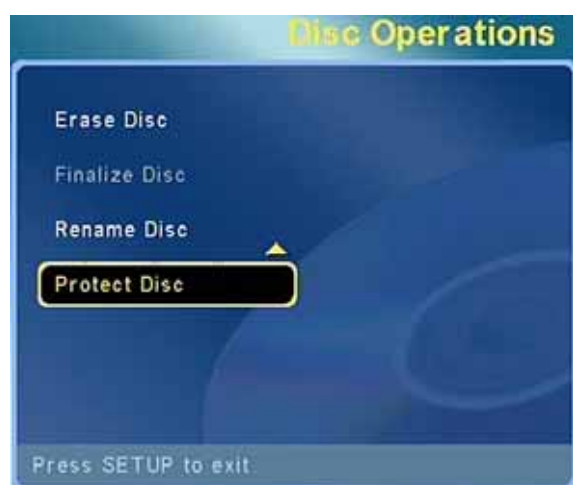 Disc Operations
Erase Disc
Finalize Disc
Rename Disc
Protect Disc
Press SETUP to exit